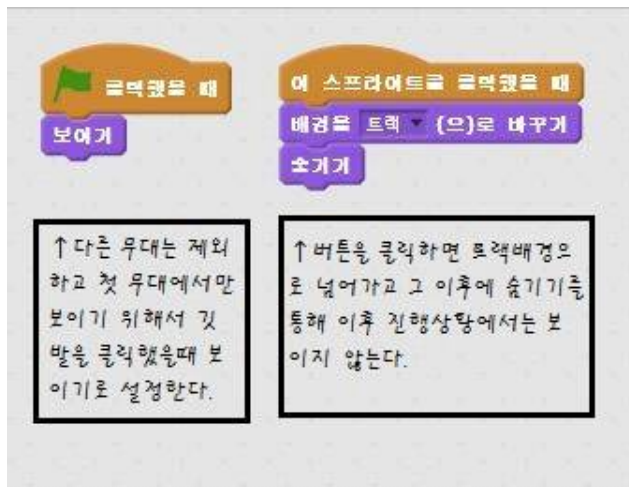 클릭했을 때
보이기
이 스프라이트를 클릭했을 때
배경을 트랙 (으)로 바꾸기
숨기기
↑다른 무대는 제외
하고 첫 무대에서만
보이기 위해서 깃
발을 클릭했을때 보
이기로 설정한다.
↑버튼을 클릭하면 트랙배경으
로 넘어가고 그 이후에 숨기기를
통해 이후 진행상황에서는 보
이지 않는다.